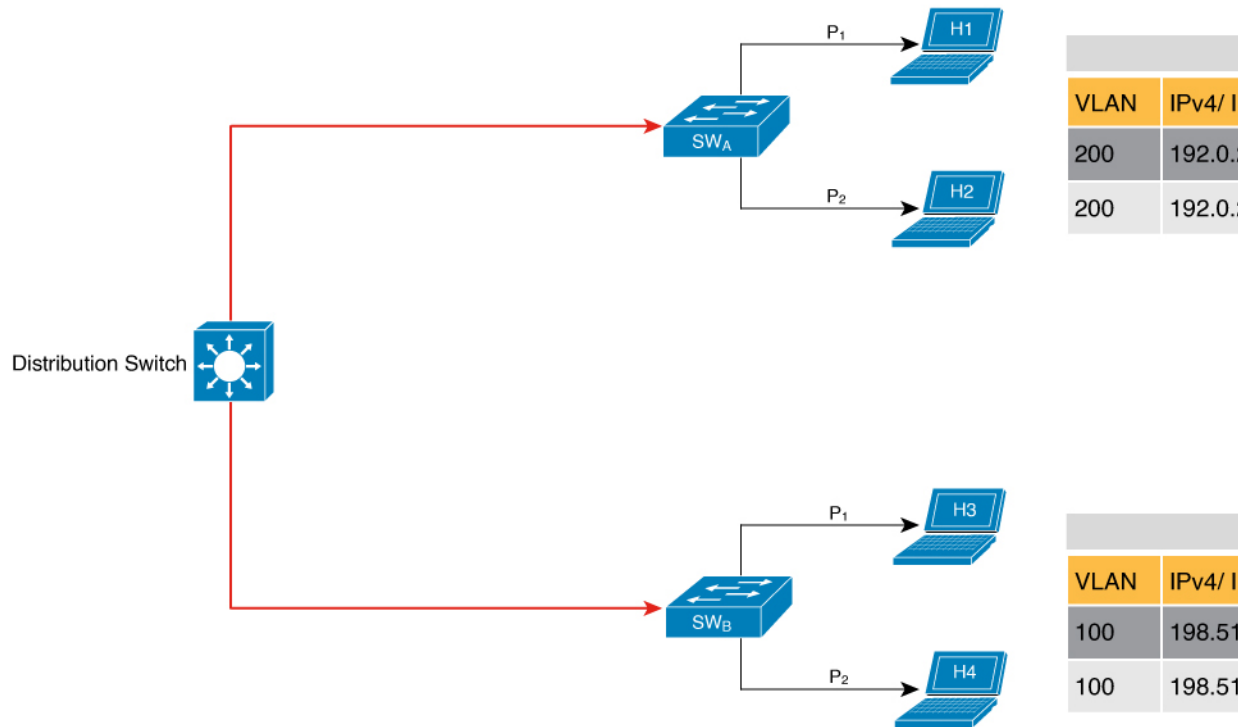 P₁
H1
SWA
P₂
H2
VLAN IPv4/
200 192.0.
200 192.0.
Distribution Switch
P₁
H3
SWB
P₂
H4
VLAN IPv4/
100 198.51
100 198.51